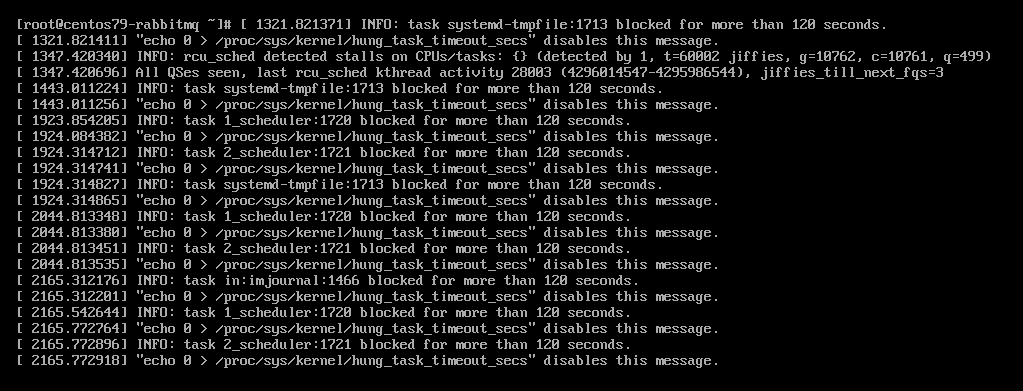 [root@centos79-rabbitmq ~]# [ 1321.821371] INFO: task systemd-tmpfile:1713 blocked for more than 120 seconds.
[ 1321.821411] "echo 0 > /proc/sys/kernel/hung_task_timeout_secs" disables this message.
[ 1347.420340] INFO: rcu_sched detected stalls on CPUs/tasks: {} (detected by 1, t=60002 jiffies, g=10762, c=10761, q=499)
[ 1347.420696] All QSes seen, last rcu_sched kthread activity 28003 (4296014547-4295986544), jiffies_till_next_fqs=3
[ 1443.011224] INFO: task systemd-tmpfile:1713 blocked for more than 120 seconds.
[ 1443.011256] "echo 0 > /proc/sys/kernel/hung_task_timeout_secs" disables this message.
[ 1923.854205] INFO: task 1_scheduler:1720 blocked for more than 120 seconds.
[ 1924.084382] "echo 0 > /proc/sys/kernel/hung_task_timeout_secs" disables this message.
[ 1924.314712] INFO: task 2_scheduler:1721 blocked for more than 120 seconds.
[ 1924.314741] "echo 0 > /proc/sys/kernel/hung_task_timeout_secs" disables this message.
[ 1924.314827] INFO: task systemd-tmpfile:1713 blocked for more than 120 seconds.
[ 1924.314865] "echo 0 > /proc/sys/kernel/hung_task_timeout_secs" disables this message.
[ 2044.813348] INFO: task 1_scheduler:1720 blocked for more than 120 seconds.
[ 2044.813380] "echo 0 > /proc/sys/kernel/hung_task_timeout_secs" disables this message.
[ 2044.813451] INFO: task 2_scheduler:1721 blocked for more than 120 seconds.
[ 2044.813535] "echo 0 > /proc/sys/kernel/hung_task_timeout_secs" disables this message.
[ 2165.312176] INFO: task in:imjournal:1466 blocked for more than 120 seconds.
[ 2165.312201] "echo 0 > /proc/sys/kernel/hung_task_timeout_secs" disables this message.
[ 2165.542644] INFO: task 1_scheduler:1720 blocked for more than 120 seconds.
[ 2165.772764] "echo 0 > /proc/sys/kernel/hung_task_timeout_secs" disables this message.
[ 2165.772896] INFO: task 2_scheduler:1721 blocked for more than 120 seconds.
[ 2165.772918] "echo 0 > /proc/sys/kernel/hung_task_timeout_secs" disables this message.